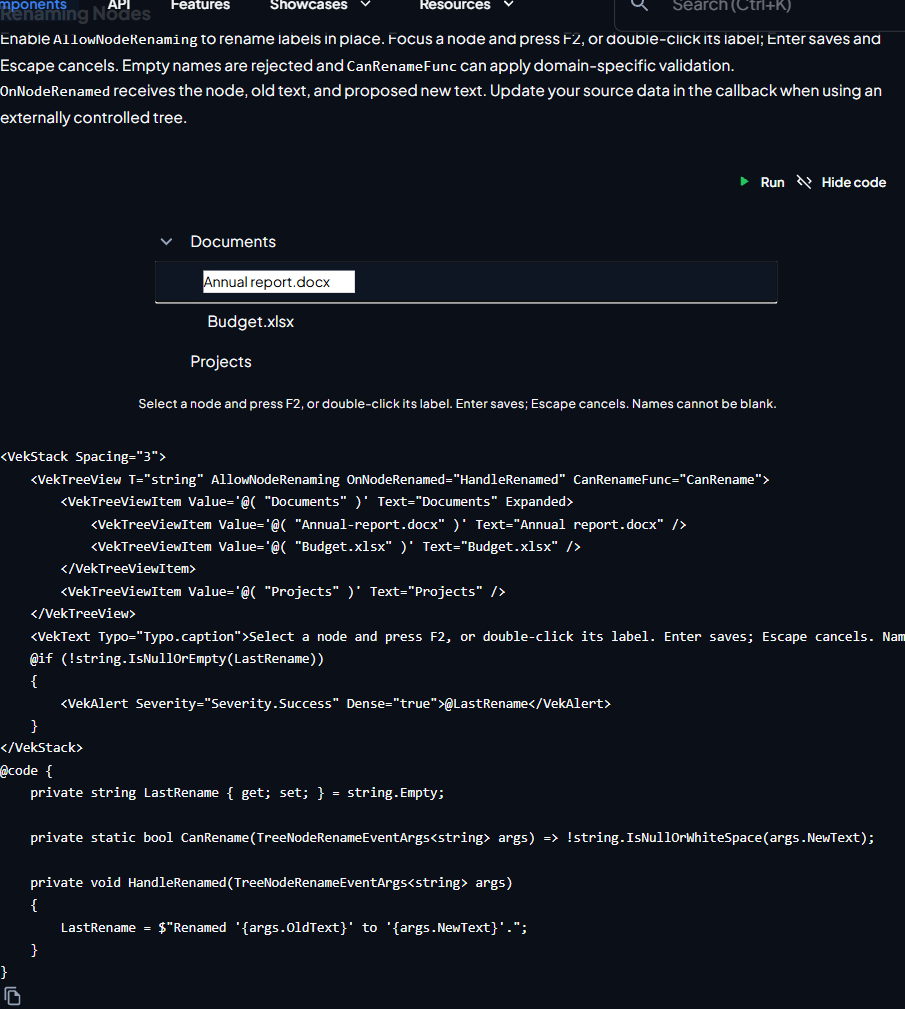 mponents API Features Showcases Resources Search (Ctrl+K)
Renaming Nodes
Enable AllowNodeRenaming to rename labels in place. Focus a node and press F2, or double-click its label; Enter saves and
Escape cancels. Empty names are rejected and CanRenameFunc can apply domain-specific validation.
OnNodeRenamed receives the node, old text, and proposed new text. Update your source data in the callback when using an
externally controlled tree.
Run Hide code
Documents
Annual report.docx
Budget.xlsx
Projects
Select a node and press F2, or double-click its label. Enter saves; Escape cancels. Names cannot be blank.
<VekStack Spacing="3">
    <VekTreeView T="string" AllowNodeRenaming OnNodeRenamed="HandleRenamed" CanRenameFunc="CanRename">
        <VekTreeViewItem Value='@( "Documents" )' Text="Documents" Expanded>
            <VekTreeViewItem Value='@( "Annual-report.docx" )' Text="Annual report.docx" />
            <VekTreeViewItem Value='@( "Budget.xlsx" )' Text="Budget.xlsx" />
        </VekTreeViewItem>
        <VekTreeViewItem Value='@( "Projects" )' Text="Projects" />
    </VekTreeView>
    <VekText Typo="Typo.caption">Select a node and press F2, or double-click its label. Enter saves; Escape cancels. Nam
    @if (!string.IsNullOrEmpty(LastRename))
    {
        <VekAlert Severity="Severity.Success" Dense="true">@LastRename</VekAlert>
    }
</VekStack>
@code {
    private string LastRename { get; set; } = string.Empty;
    private static bool CanRename(TreeNodeRenameEventArgs<string> args) => !string.IsNullOrWhiteSpace(args.NewText);
    private void HandleRenamed(TreeNodeRenameEventArgs<string> args)
    {
        LastRename = $"Renamed '{args.OldText}' to '{args.NewText}'.";
    }
}